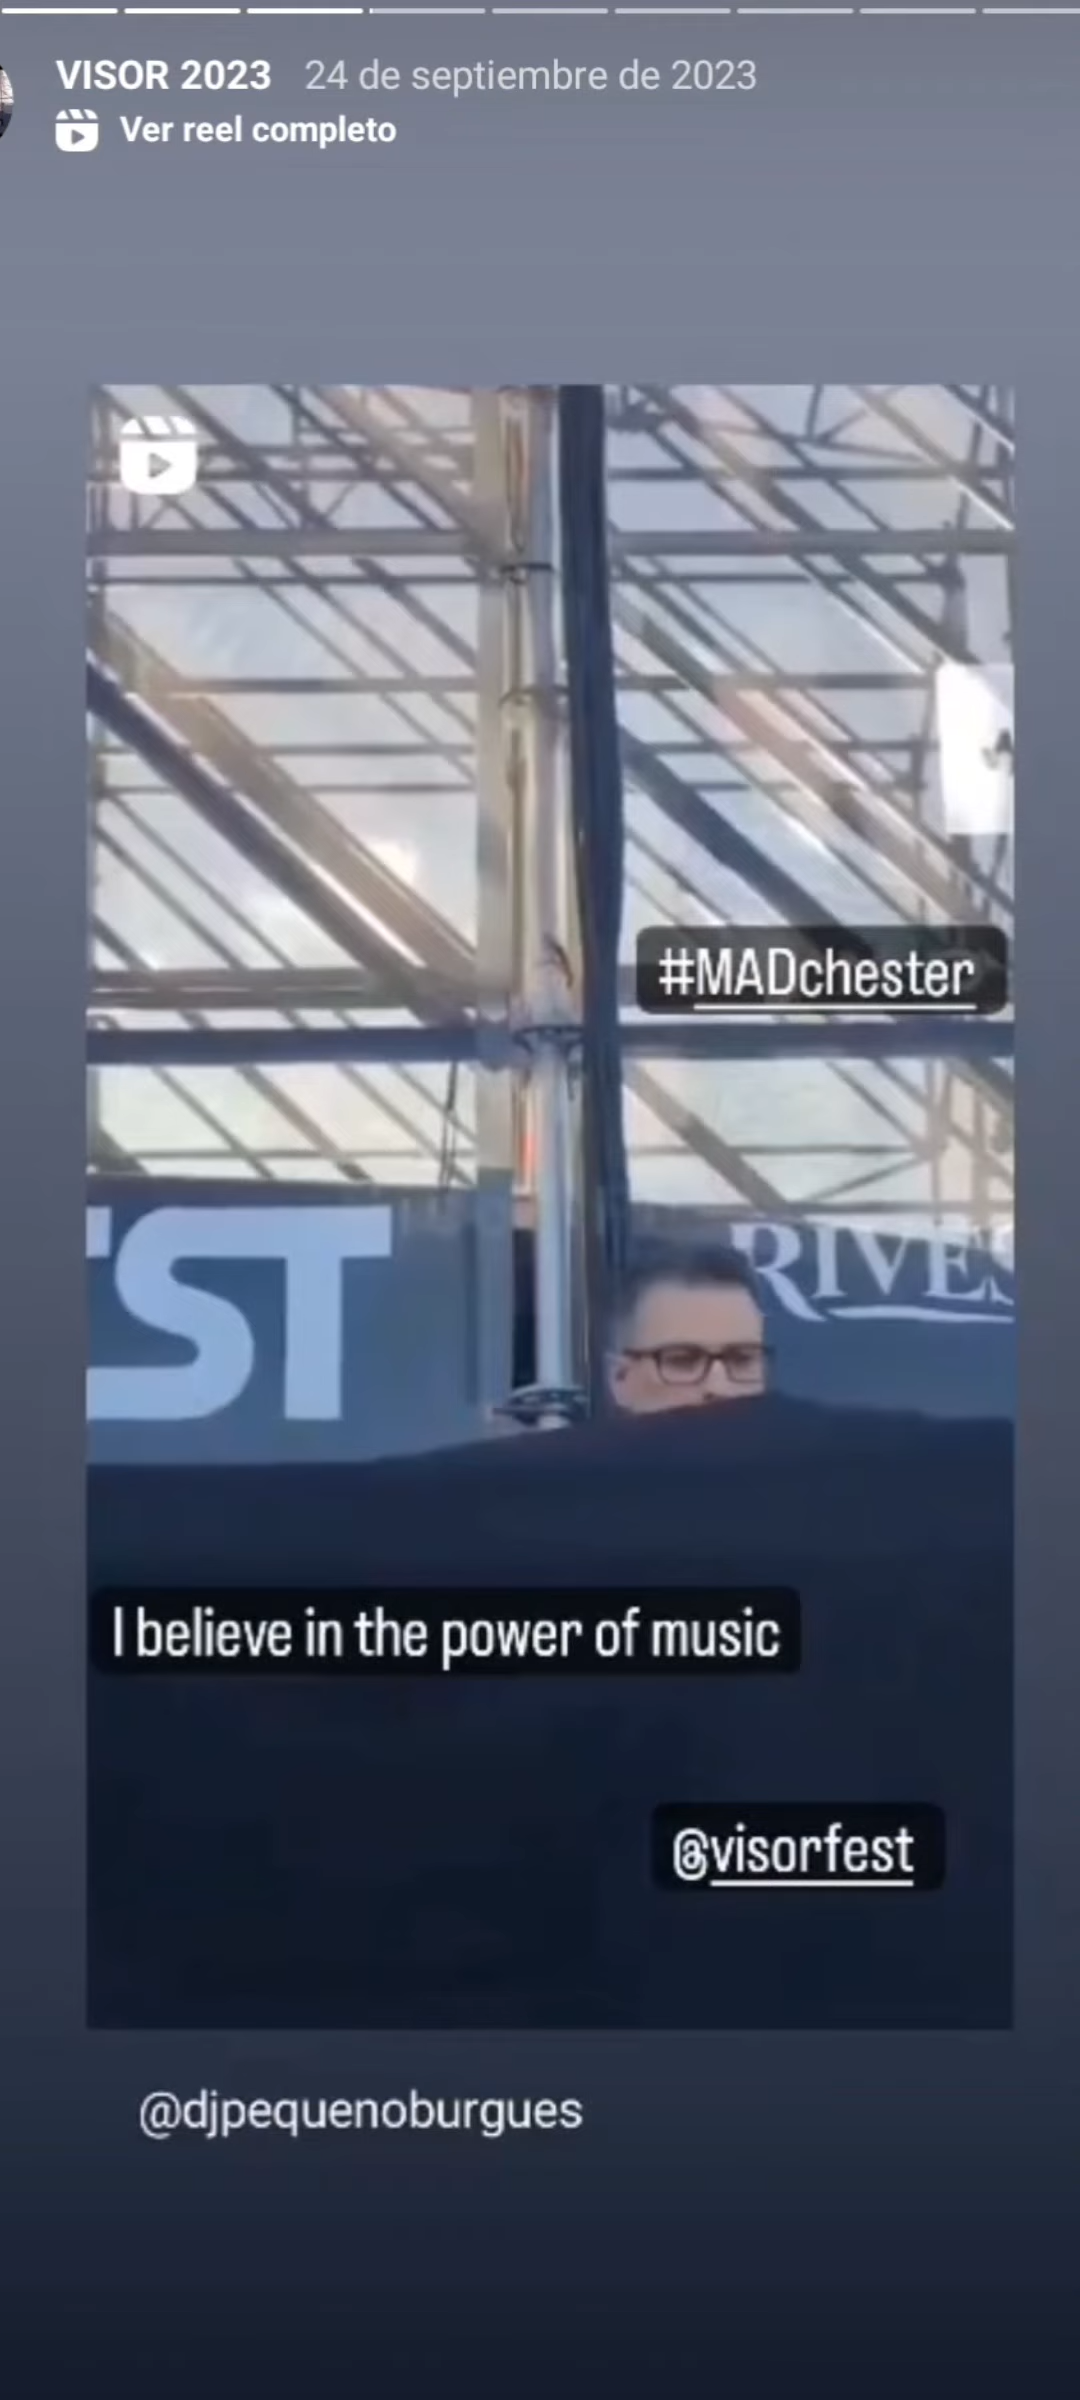 VISOR 2023 24 de septiembre de 2023
Ver reel completo
#MADchester
ST
RIVES
I believe in the power of music
@visorfest
@djpequenoburgues